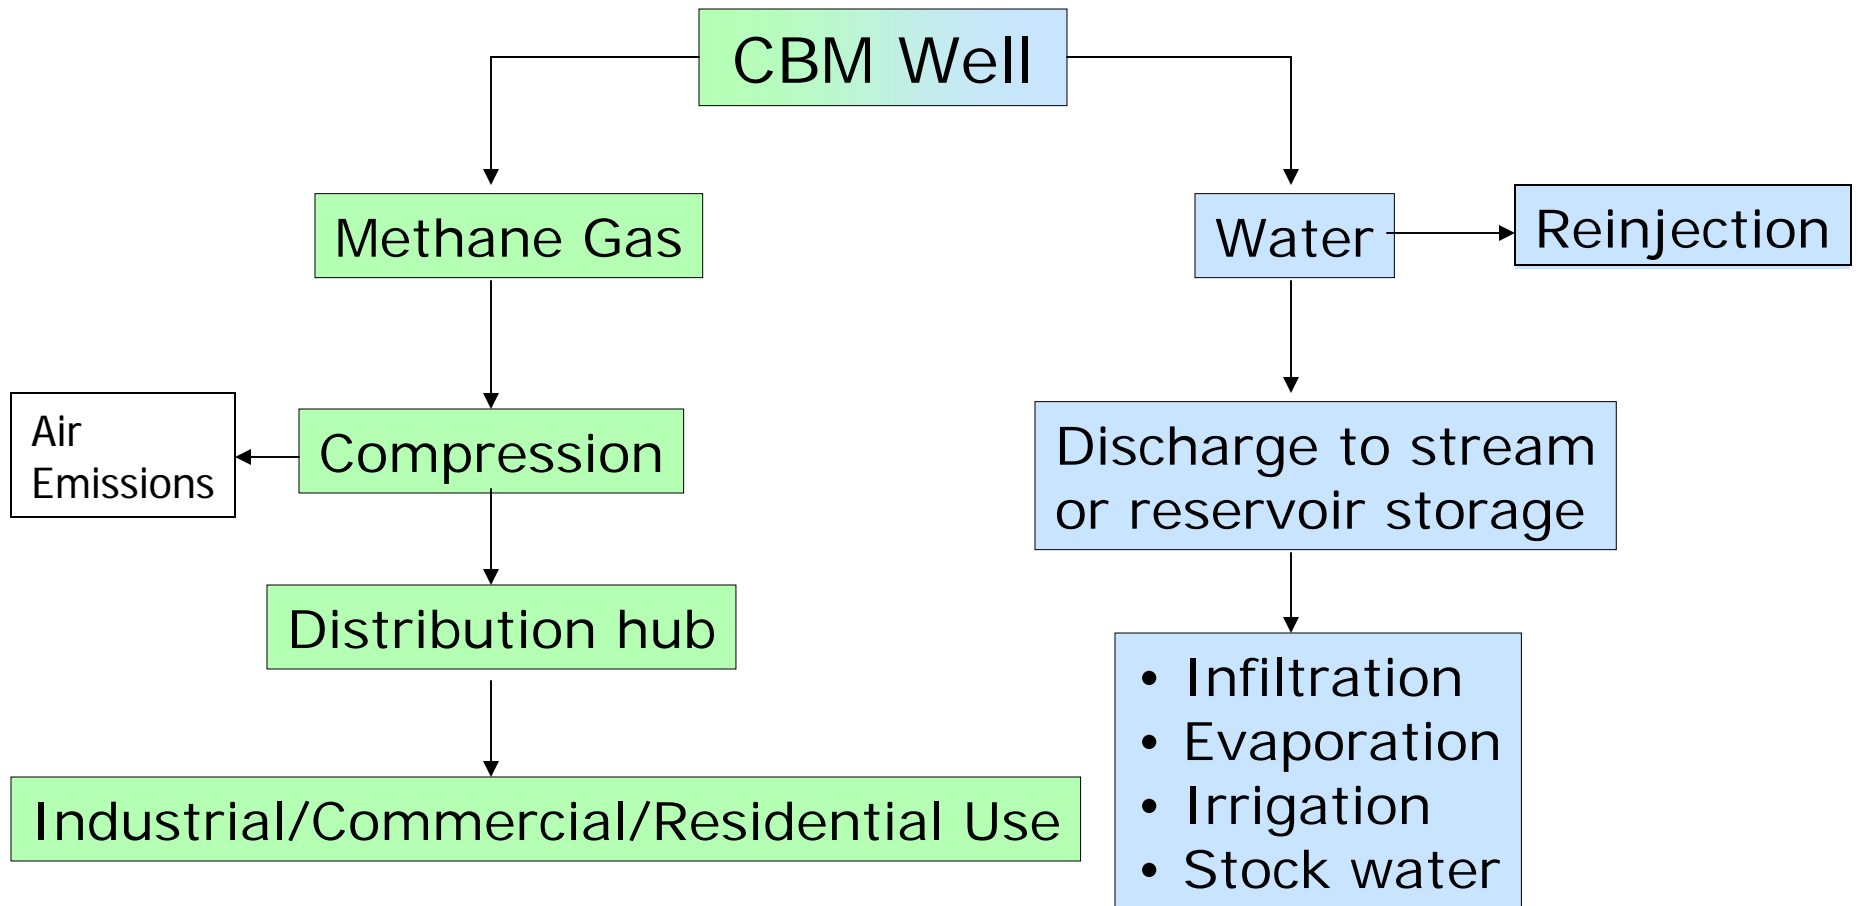 CBM Well
Methane Gas
Water
Reinjection
Air
Emissions
Compression
Discharge to stream
or reservoir storage
Distribution hub
• Infiltration
• Evaporation
• Irrigation
• Stock water
Industrial/Commercial/Residential Use